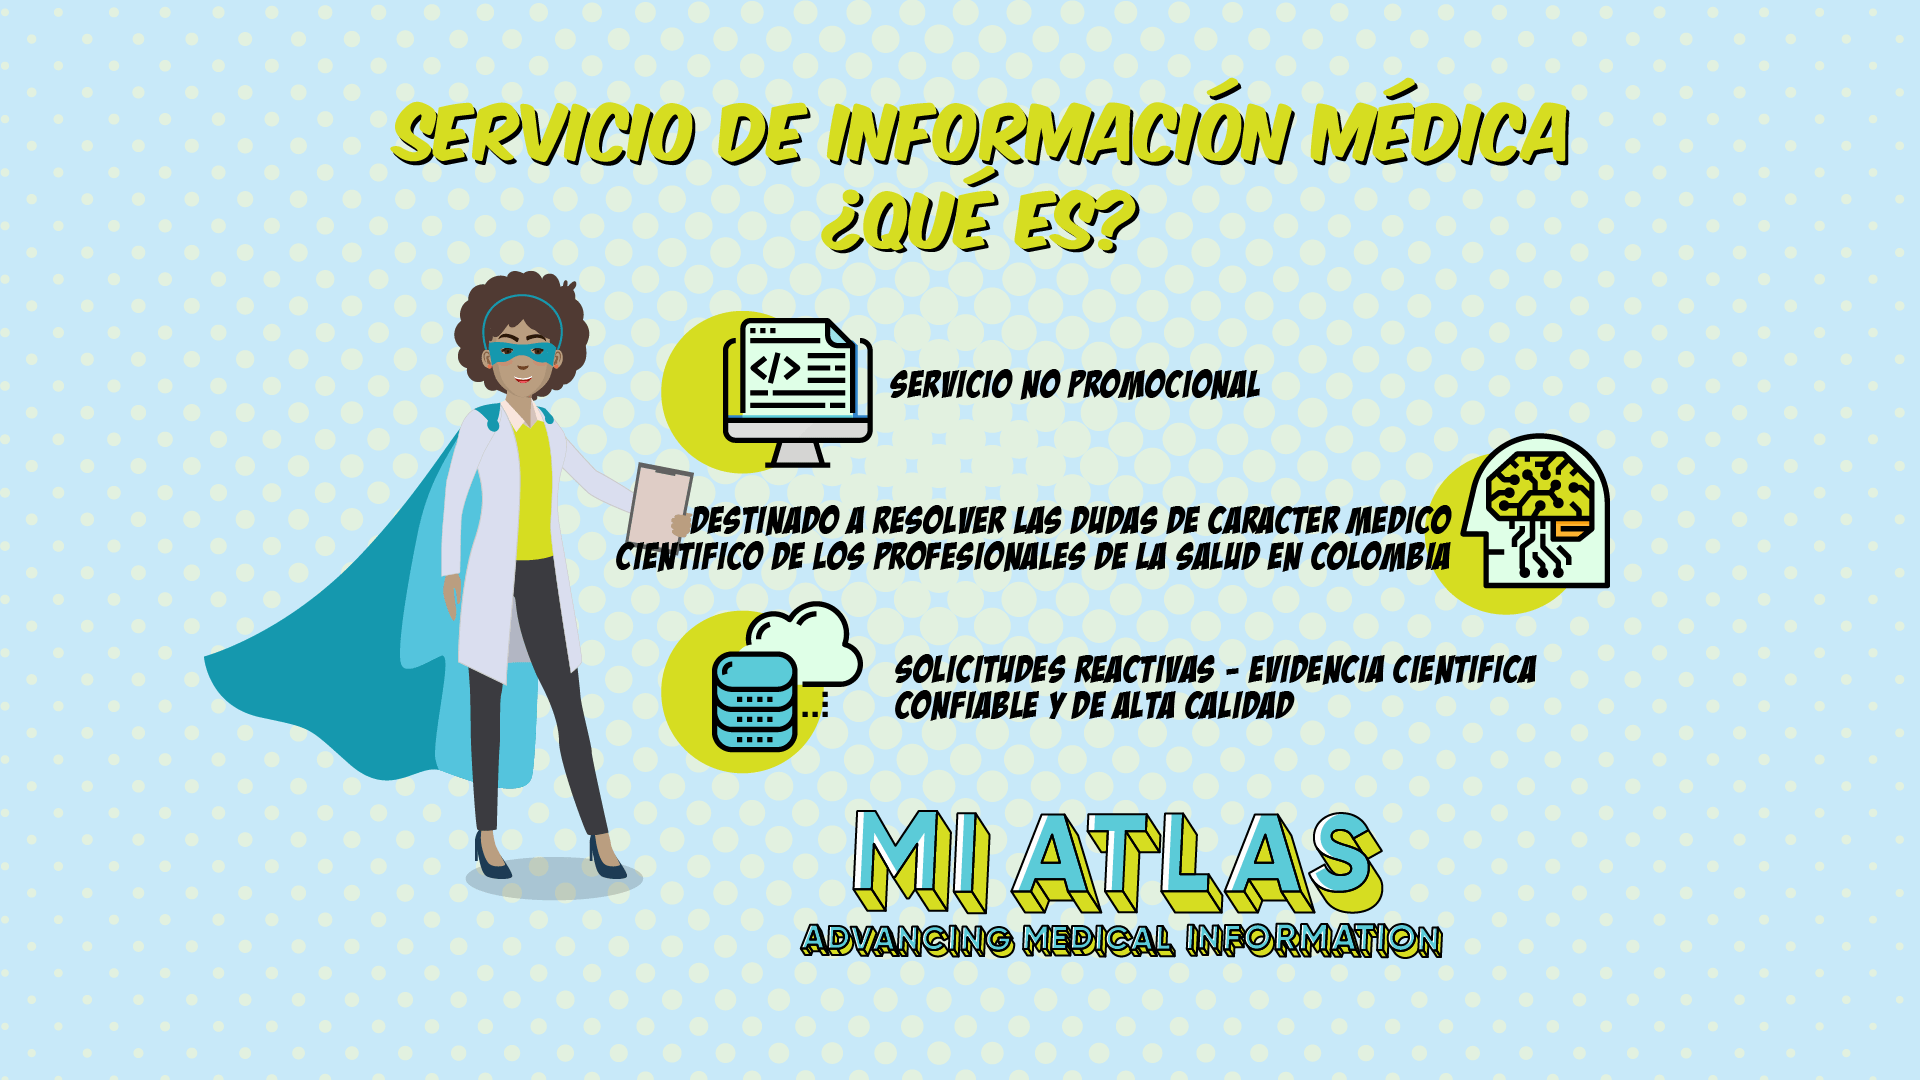 SERVICIO DE INFORMACIÓN MÉDICA
¿QUÉ ES?
</>
SERVICIO NO PROMOCIONAL
DESTINADO A RESOLVER LAS DUDAS DE CARACTER MEDICO
CIENTIFICO DE LOS PROFESIONALES DE LA SALUD EN COLOMBIA
SOLICITUDES REACTIVAS - EVIDENCIA CIENTIFICA
CONFIABLE Y DE ALTA CALIDAD
MI ATLAS
ADVANCING MEDICAL INFORMATION